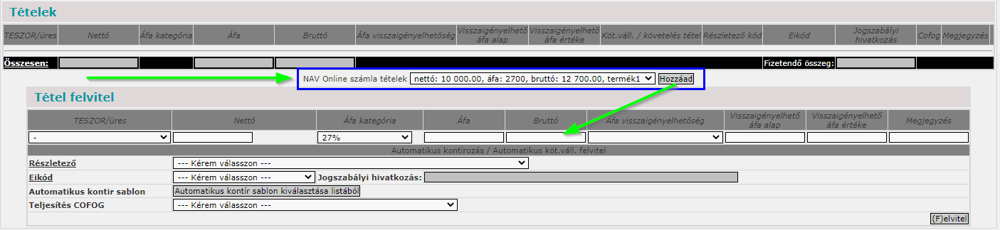 Tételek
TESZOR/üres Nettó Áfa kategória Áfa Bruttó Áfa visszaigényelhetőség Visszaigényelhető áfa alap Visszaigényelhető áfa értéke Köt.váll. / követelés tétel Részletező kód Eikód Jogszabályi hivatkozás Cofog Megjegyzés
Összesen: Fizetendő összeg:
NAV Online számla tételek nettó: 10 000.00, áfa: 2700, bruttó: 12 700.00, termék1 Hozzáad
Tétel felvitel
TESZOR/üres Nettó Áfa kategória Áfa Bruttó Áfa visszaigényelhetőség Visszaigényelhető áfa alap Visszaigényelhető áfa értéke Megjegyzés
- 27%
Automatikus kontírozás / Automatikus köt.váll. felvitel
Részletező --- Kérem válasszon ---
Eikód --- Kérem válasszon --- Jogszabályi hivatkozás:
Automatikus kontir sablon Automatikus kontír sablon kiválasztása listából
Teljesítés COFOG --- Kérem válasszon ---
(F)elvitel